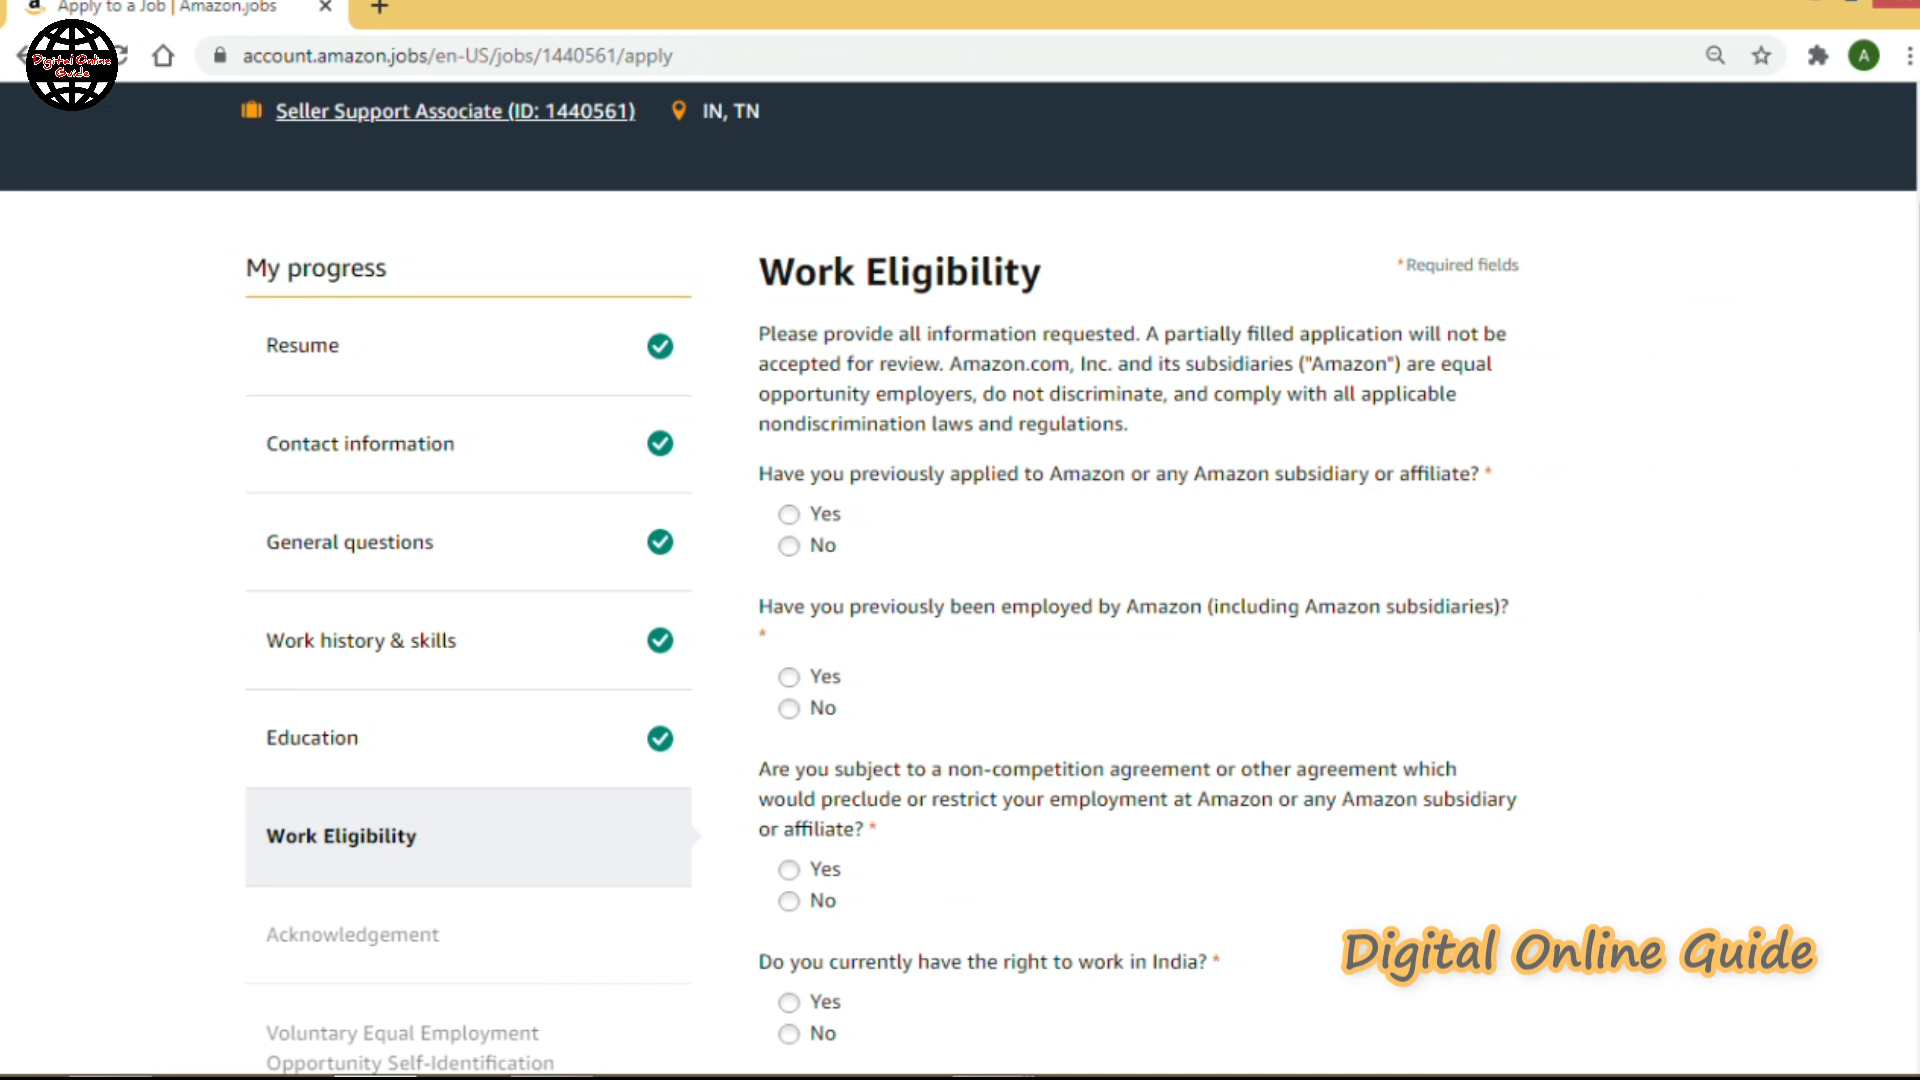 Apply to a Job | Amazon.jobs
Digital Online
Guide
account.amazon.jobs/en-US/jobs/1440561/apply
A
Seller Support Associate (ID: 1440561)
IN, TN
My progress
Resume
Contact information
General questions
Work history & skills
Education
Work Eligibility
Acknowledgement
Voluntary Equal Employment
Opportunity Self-Identification
Work Eligibility
*Required fields
Please provide all information requested. A partially filled application will not be
accepted for review. Amazon.com, Inc. and its subsidiaries ("Amazon") are equal
opportunity employers, do not discriminate, and comply with all applicable
nondiscrimination laws and regulations.
Have you previously applied to Amazon or any Amazon subsidiary or affiliate? *
Yes
No
Have you previously been employed by Amazon (including Amazon subsidiaries)?
*
Yes
No
Are you subject to a non-competition agreement or other agreement which
would preclude or restrict your employment at Amazon or any Amazon subsidiary
or affiliate? *
Yes
No
Do you currently have the right to work in India? *
Yes
No
Digital Online Guide